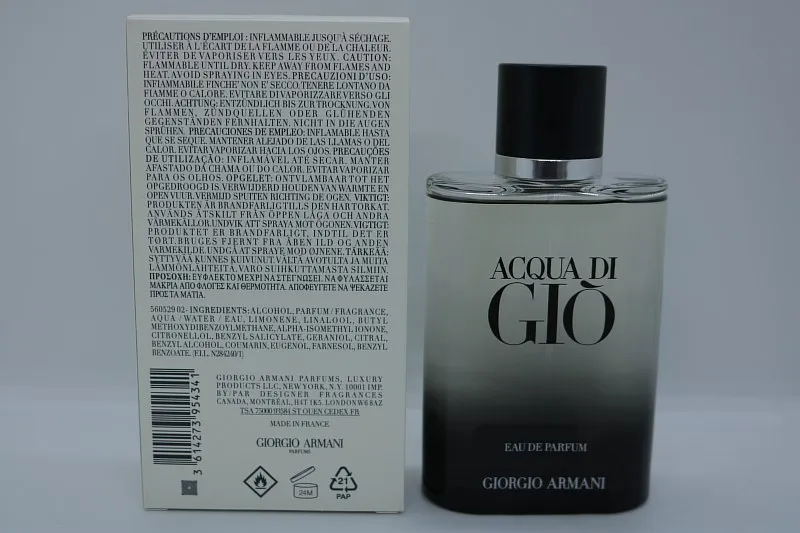 PRÉCAUTIONS D'EMPLOI : INFLAMMABLE JUSQU'À SÉCHAGE.
UTILISER À L'ÉCART DE LA FLAMME OU DE LA CHALEUR.
ÉVITER DE VAPORISER VERS LES YEUX. CAUTION:
FLAMMABLE UNTIL DRY. KEEP AWAY FROM FLAMES AND
HEAT. AVOID SPRAYING IN EYES. PRECAUZIONI D'USO:
INFIAMMABILE FINCHE' NON E' SECCO. TENERE LONTANO DA
FIAMME O CALORE. EVITARE DI VAPORIZZARE VERSO GLI
OCCHI. ACHTUNG: ENTZÜNDLICH BIS ZUR TROCKNUNG. VON
FLAMMEN, ZÜNDQUELLEN ODER GLÜHENDEN
GEGENSTÄNDEN FERNHALTEN. NICHT IN DIE AUGEN
SPRÜHEN. PRECAUCIONES DE EMPLEO: INFLAMABLE HASTA
QUE SE SEQUE. MANTENER ALEJADO DE LAS LLAMAS O DEL
CALOR. EVITAR VAPORIZAR HACIA LOS OJOS. PRECAUÇÕES
DE UTILIZAÇÃO: INFLAMÁVEL ATÉ SECAR. MANTER
AFASTADO DA CHAMA OU DO CALOR. EVITAR VAPORIZAR
PARA OS OLHOS. OPGELET: ONTVLAMBAAR TOT HET
OPGEDROOGD IS. VERWIJDERD HOUDEN VAN WARMTE EN
OPEN VUUR. VERMIJD SPUTTEN RICHTING DE OGEN. VIKTIGT:
PRODUKTEN ÄR BRANDFARLIG TILLS DEN HAR TORKAT.
ANVÄNDS ÅTSKILT FRÅN ÖPPEN LÅGA OCH ANDRA
VÄRMEKÄLLOR. UNDVIK ATT SPRAYA I ÖGONEN. VIGTIGT:
PRODUKTET ER BRANDFARLIGT, INDTIL DET ER
TØRT. BRUGES FJERNT FRA ÅBEN ILD OG ANDEN
VARMEKILDE. UNDGÅ AT SPRAYE MOD ØJNENE. TÄRKEÄÄ:
SYTTYVÄÄ KUNNES KUIVUNUT. VÄLTÄ AVOTULTA JA MUITA
LÄMMÖNLÄHTEITÄ. VARO SUIHKUTTAMASTA SILMIIN.
ΠΡΟΣΟΧΗ: ΕΥΦΛΕΚΤΟ ΜΕΧΡΙ ΝΑ ΣΤΕΓΝΩΣΕΙ. ΝΑ ΦΥΛΑΣΣΕΤΑΙ
ΜΑΚΡΙΑ ΑΠΟ ΦΛΟΓΕΣ ΚΑΙ ΘΕΡΜΟΤΗΤΑ. ΑΠΟΦΕΥΓΕΤΕ ΝΑ ΨΕΚΑΖΕΤΕ
ΠΡΟΣ ΤΑ ΜΑΤΙΑ.
56052902 - INGREDIENTS: ALCOHOL, PARFUM / FRAGRANCE,
AQUA / WATER / EAU, LIMONENE, LINALOOL, BUTYL
METHOXYDIBENZOYLMETHANE, ALPHA-ISOMETHYL IONONE,
CITRONELLOL, BENZYL SALICYLATE, GERANIOL, CITRAL,
BENZYL ALCOHOL, COUMARIN, EUGENOL, FARNESOL, BENZYL
BENZOATE. (F.I.L. N284240/1)
GIORGIO ARMANI PARFUMS, LUXURY
PRODUCTS LLC, NEW YORK, N.Y. 10001 IMP.
BY/PAR DESIGNER FRAGRANCES
CANADA, MONTRÉAL, H4T 1K5. LONDON W6 8AZ
TSA 75000 93584 ST OUEN CEDEX FR
MADE IN FRANCE
GIORGIO ARMANI
PARFUMS
3 614273 954341
24M
21
PAP
ACQUA DI
GIÒ
EAU DE PARFUM
GIORGIO ARMANI